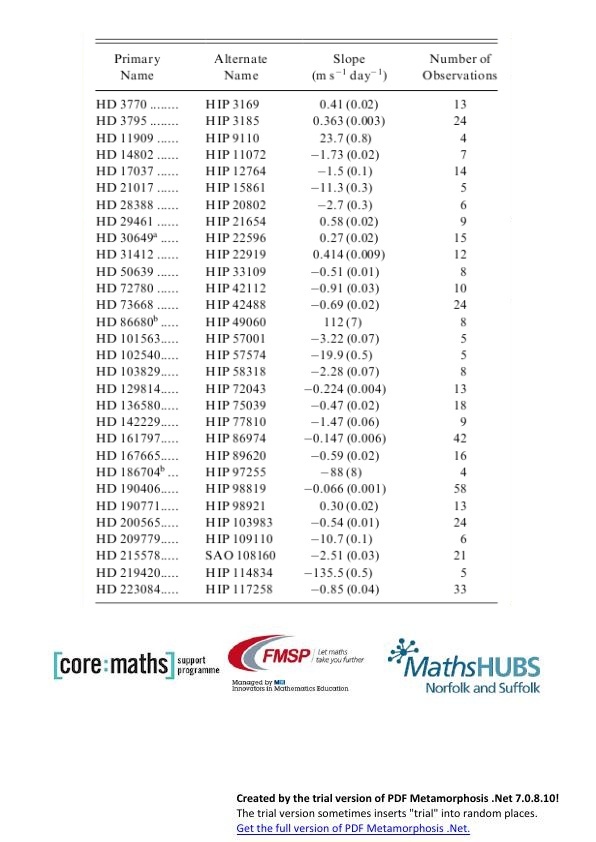 Primary Name Alternate Name Slope (m s⁻¹ day⁻¹) Number of Observations
HD 3770 ........ HIP 3169 0.41 (0.02) 13
HD 3795 ........ HIP 3185 0.363 (0.003) 24
HD 11909 ...... HIP 9110 23.7 (0.8) 4
HD 14802 ...... HIP 11072 −1.73 (0.02) 7
HD 17037 ...... HIP 12764 −1.5 (0.1) 14
HD 21017 ...... HIP 15861 −11.3 (0.3) 5
HD 28388 ...... HIP 20802 −2.7 (0.3) 6
HD 29461 ...... HIP 21654 0.58 (0.02) 9
HD 30649ᵃ ..... HIP 22596 0.27 (0.02) 15
HD 31412 ...... HIP 22919 0.414 (0.009) 12
HD 50639 ...... HIP 33109 −0.51 (0.01) 8
HD 72780 ...... HIP 42112 −0.91 (0.03) 10
HD 73668 ...... HIP 42488 −0.69 (0.02) 24
HD 86680ᵇ ..... HIP 49060 112 (7) 8
HD 101563..... HIP 57001 −3.22 (0.07) 5
HD 102540..... HIP 57574 −19.9 (0.5) 5
HD 103829..... HIP 58318 −2.28 (0.07) 8
HD 129814..... HIP 72043 −0.224 (0.004) 13
HD 136580..... HIP 75039 −0.47 (0.02) 18
HD 142229..... HIP 77810 −1.47 (0.06) 9
HD 161797..... HIP 86974 −0.147 (0.006) 42
HD 167665..... HIP 89620 −0.59 (0.02) 16
HD 186704ᵇ ... HIP 97255 −88 (8) 4
HD 190406..... HIP 98819 −0.066 (0.001) 58
HD 190771..... HIP 98921 0.30 (0.02) 13
HD 200565..... HIP 103983 −0.54 (0.01) 24
HD 209779..... HIP 109110 −10.7 (0.1) 6
HD 215578..... SAO 108160 −2.51 (0.03) 21
HD 219420..... HIP 114834 −135.5 (0.5) 5
HD 223084..... HIP 117258 −0.85 (0.04) 33
[core:maths] support programme
FMSP Let maths take you further
Managed by MEI
Innovators in Mathematics Education
MathsHUBS
Norfolk and Suffolk
Created by the trial version of PDF Metamorphosis .Net 7.0.8.10!
The trial version sometimes inserts "trial" into random places.
Get the full version of PDF Metamorphosis .Net.